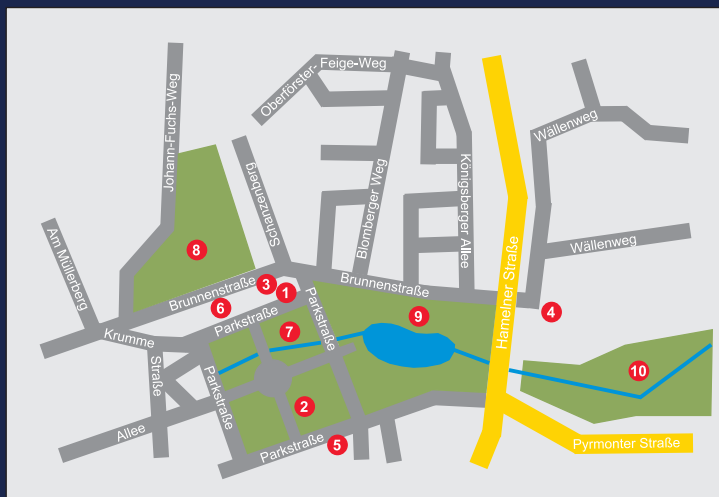 Oberförster-Feige-Weg
Johann-Fuchs-Weg
Wällenweg
Schanzenberg
Blomberger Weg
Königsberger Allee
Am Müllerberg
8
Wällenweg
Hamelner Straße
Brunnenstraße
3
1
Brunnenstraße
4
6
Parkstraße
Parkstraße
9
7
Krumme
Straße
Parkstraße
10
2
Allee
Parkstraße
5
Pyrmonter Straße